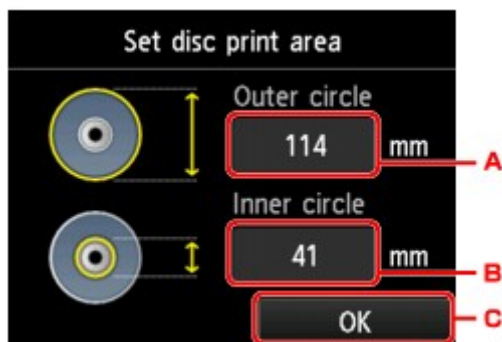 Set disc print area
Outer circle
114 mm
A
Inner circle
41 mm
B
OK
C